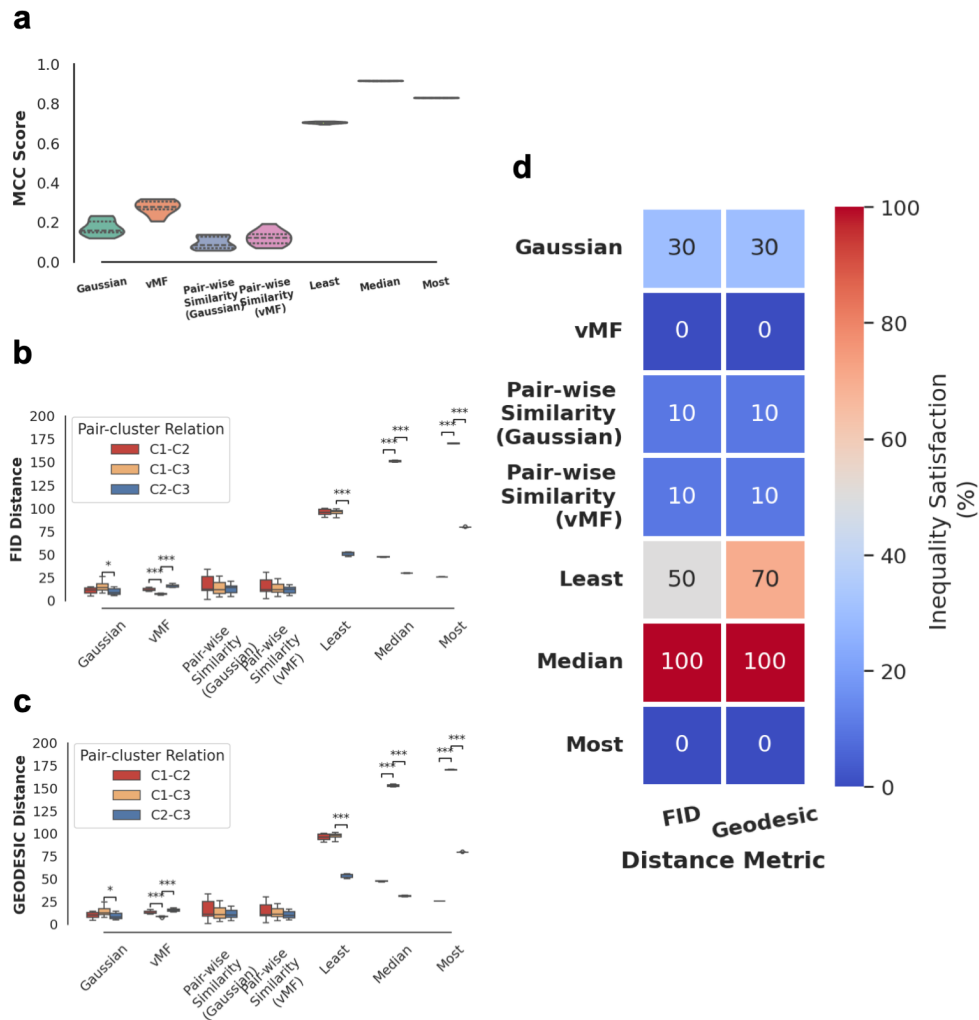 a
1.0
0.8
0.6
0.4
0.2
0.0
MCC Score
Gaussian
vMF
Pair-wise
Similarity
(Gaussian)
Pair-wise
Similarity
(vMF)
Least
Median
Most
b
200
175
150
125
100
75
50
25
0
FID Distance
Pair-cluster Relation
C1-C2
C1-C3
C2-C3
*
***
***
***
***
***
***
***
Gaussian
vMF
Pair-wise
Similarity
(Gaussian)
Pair-wise
Similarity
(vMF)
Least
Median
Most
c
200
175
150
125
100
75
50
25
0
GEODESIC Distance
Pair-cluster Relation
C1-C2
C1-C3
C2-C3
*
***
***
***
***
***
***
***
Gaussian
vMF
Pair-wise
Similarity
(Gaussian)
Pair-wise
Similarity
(vMF)
Least
Median
Most
d
Gaussian 30 30
vMF 0 0
Pair-wise
Similarity
(Gaussian)
10 10
Pair-wise
Similarity
(vMF)
10 10
Least 50 70
Median 100 100
Most 0 0
FID Geodesic
Distance Metric
100
80
60
40
20
0
Inequality Satisfaction
(%)